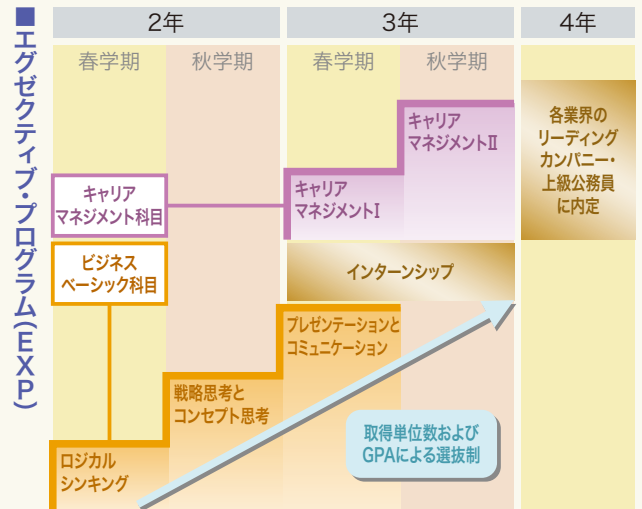 ■エグゼクティブ・プログラム(EXP)
2年
3年
4年
春学期
秋学期
春学期
秋学期
キャリア
マネジメントⅡ
各業界の
リーディング
カンパニー・
上級公務員
に内定
キャリア
マネジメント科目
キャリア
マネジメントⅠ
ビジネス
ベーシック科目
インターンシップ
プレゼンテーションと
コミュニケーション
戦略思考と
コンセプト思考
取得単位数および
GPAによる選抜制
ロジカル
シンキング